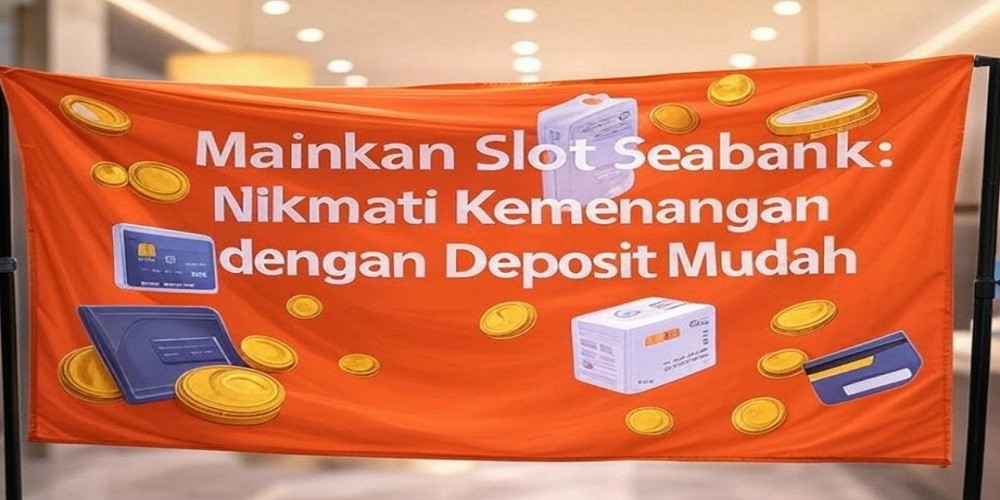 Mainkan Slot Seabank:
Nikmati Kemenangan
dengan Deposit Mudah